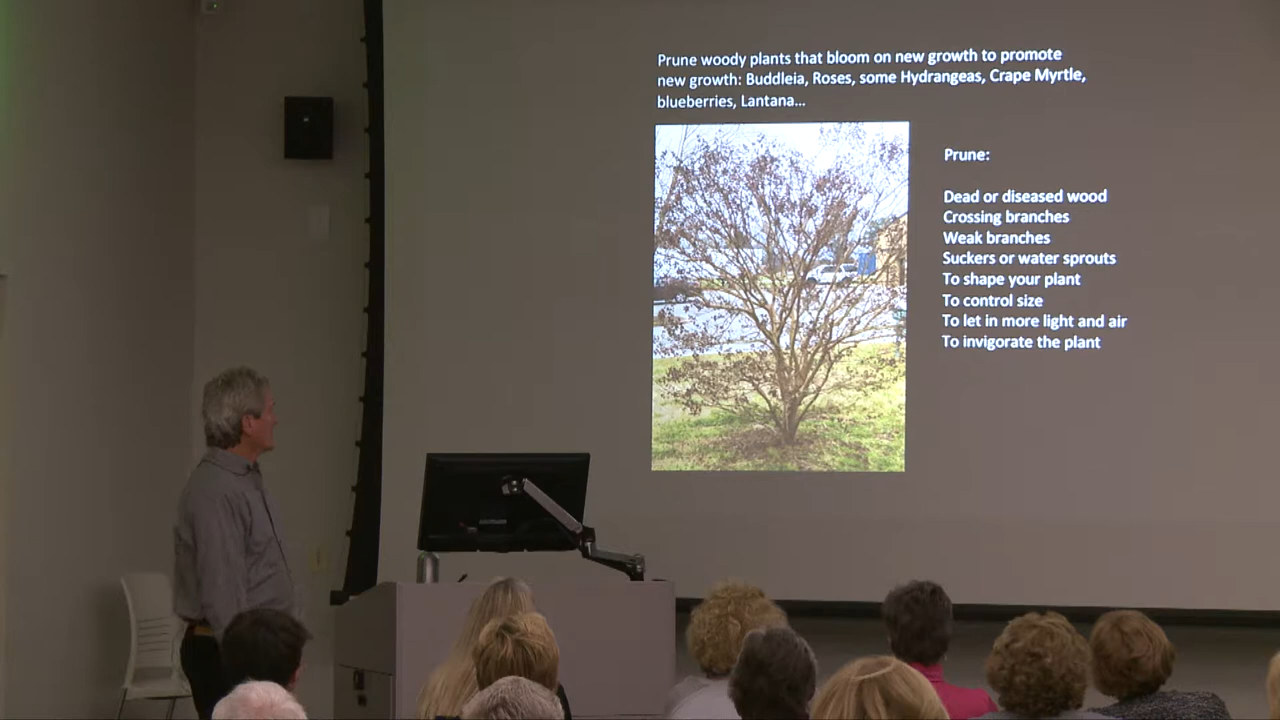 Prune woody plants that bloom on new growth to promote
new growth: Buddleia, Roses, some Hydrangeas, Crape Myrtle,
blueberries, Lantana...
Prune:
Dead or diseased wood
Crossing branches
Weak branches
Suckers or water sprouts
To shape your plant
To control size
To let in more light and air
To invigorate the plant